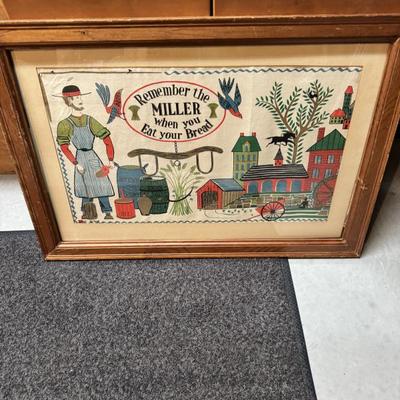 Remember the
MILLER
when you
Eat your Bread